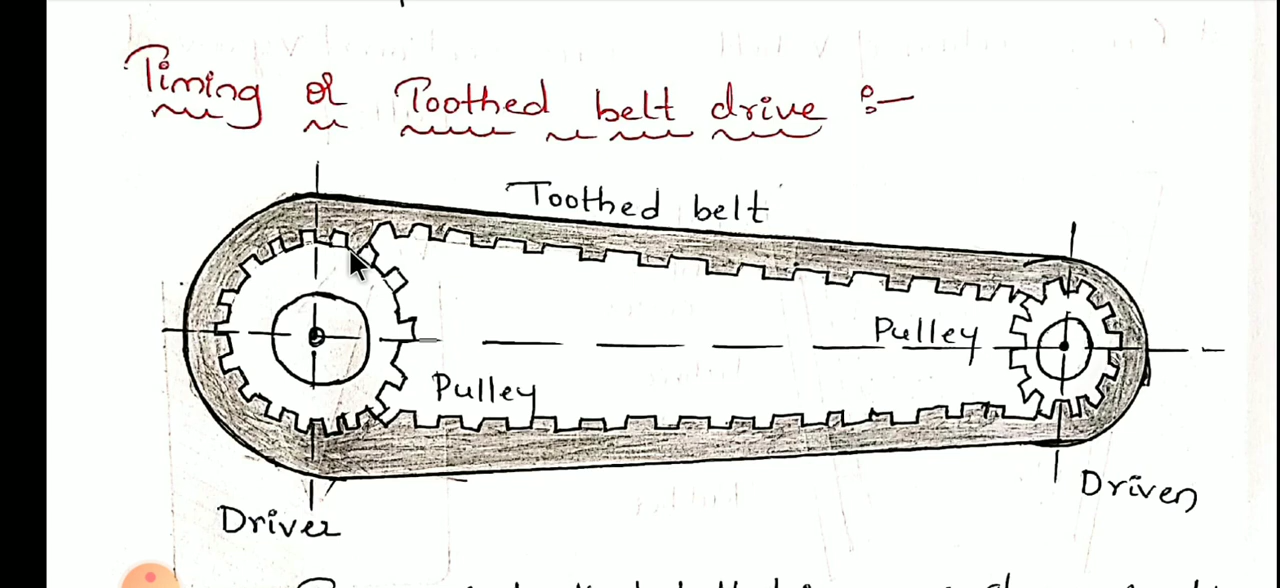 Timing or Toothed belt drive :-
Toothed belt
Pulley
Pulley
Driver
Driven